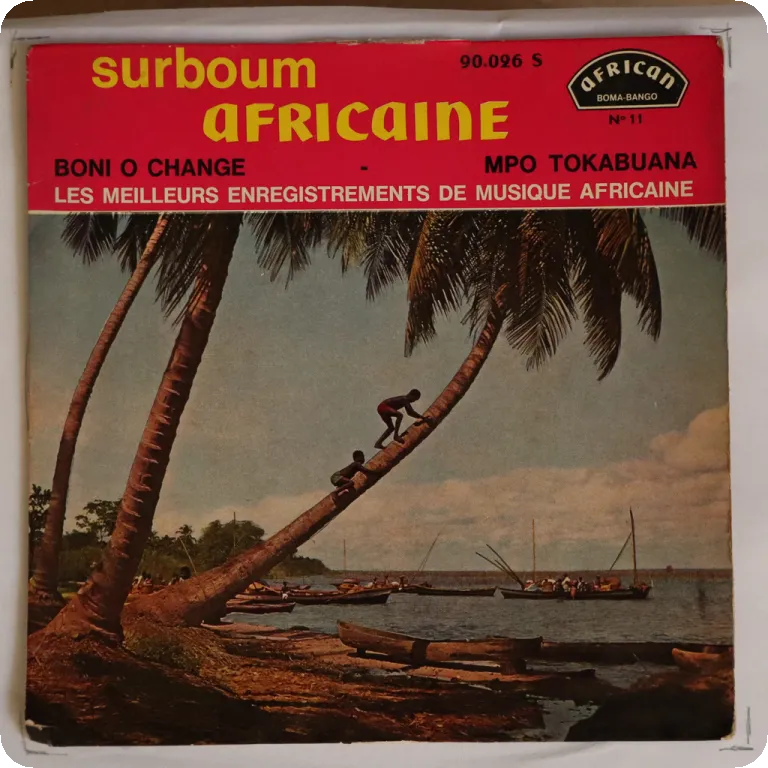 surboum
90.026 S
AFRICAINE
AFRICAN
BOMA-BANGO
N° 11
BONI O CHANGE - MPO TOKABUANA
LES MEILLEURS ENREGISTREMENTS DE MUSIQUE AFRICAINE